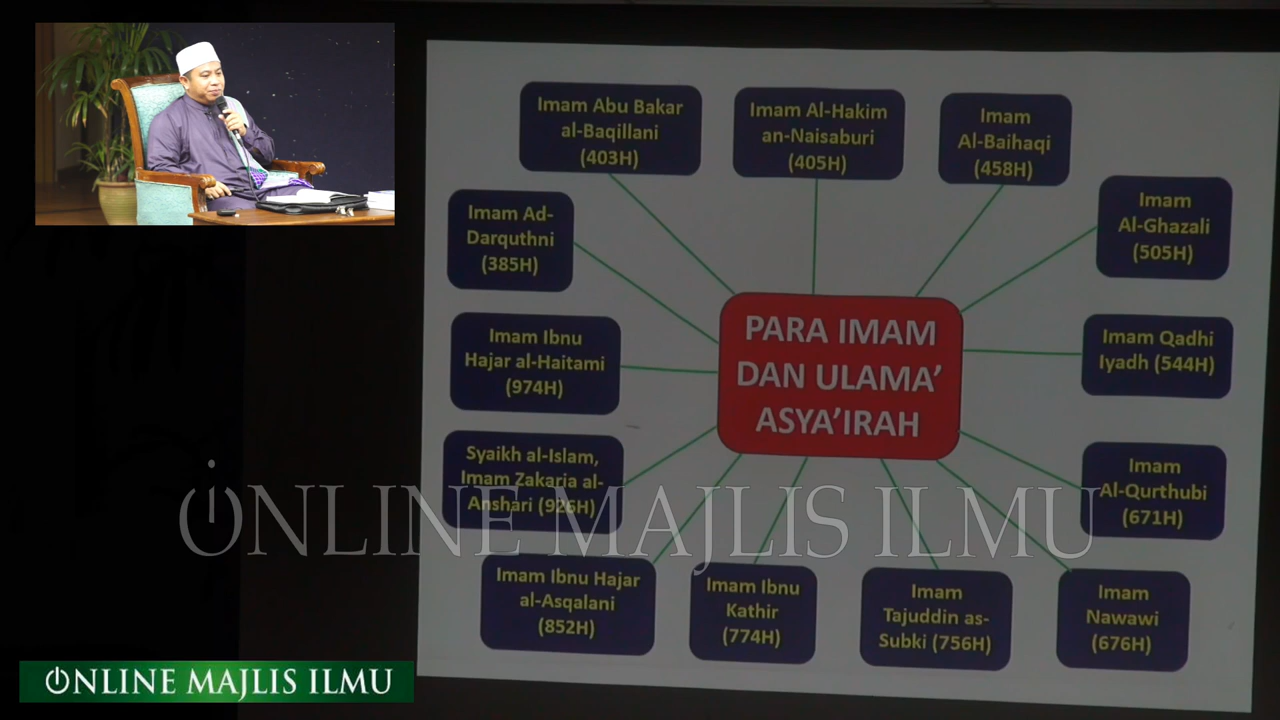 Imam Abu Bakar
al-Baqillani
(403H)
Imam Al-Hakim
an-Naisaburi
(405H)
Imam
Al-Baihaqi
(458H)
Imam
Al-Ghazali
(505H)
Imam Ad-
Darquthni
(385H)
PARA IMAM
DAN ULAMA’
ASYA’IRAH
Imam Ibnu
Hajar al-Haitami
(974H)
Imam Qadhi
Iyadh (544H)
Syaikh al-Islam,
Imam Zakaria al-
Anshari (926H)
Imam
Al-Qurthubi
(671H)
ONLINE MAJLIS ILMU
Imam Ibnu Hajar
al-Asqalani
(852H)
Imam Ibnu
Kathir
(774H)
Imam
Tajuddin as-
Subki (756H)
Imam
Nawawi
(676H)
ONLINE MAJLIS ILMU